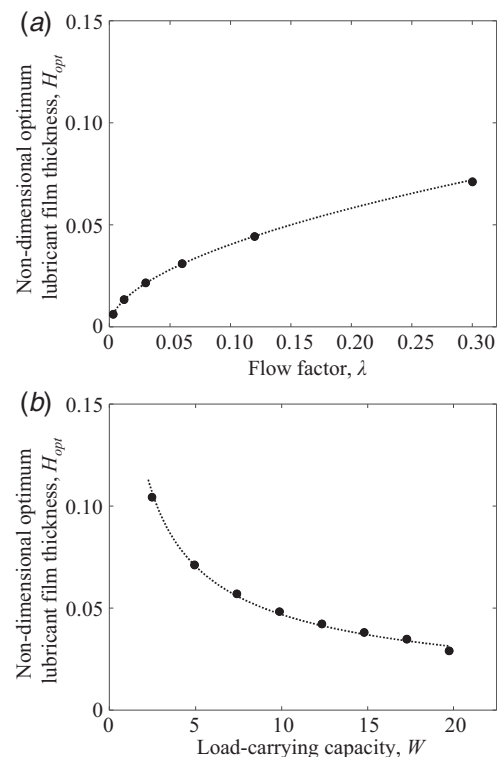 (a)
Non-dimensional optimum
lubricant film thickness, H_opt
0.15
0.10
0.05
0
0 0.05 0.10 0.15 0.20 0.25 0.30
Flow factor, λ
(b)
Non-dimensional optimum
lubricant film thickness, H_opt
0.15
0.10
0.05
0
0 5 10 15 20
Load-carrying capacity, W